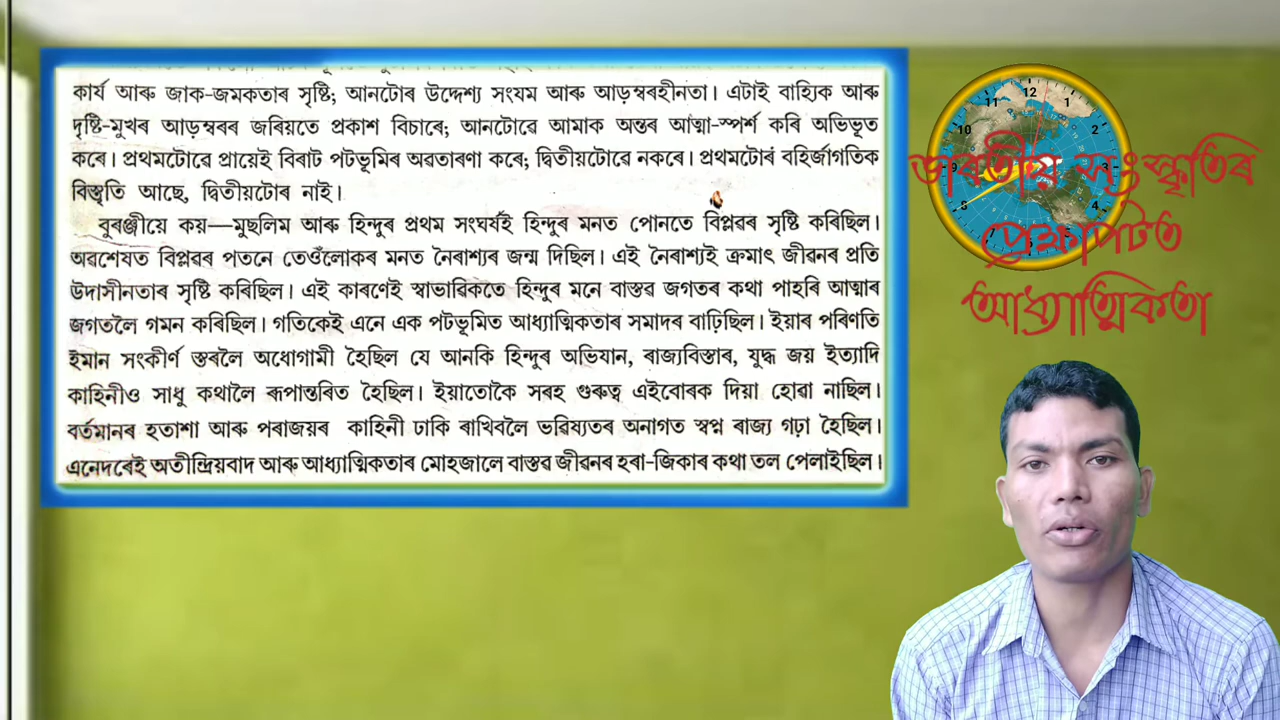 কাৰ্য আৰু জাক-জমকতাৰ সৃষ্টি; আনটোৰ উদ্দেশ্য সংযম আৰু আড়ম্বৰহীনতা। এটাই বাহ্যিক আৰু
দৃষ্টি-মুখৰ আড়ম্বৰৰ জৰিয়তে প্ৰকাশ বিচাৰে; আনটোৱে আমাক অন্তৰ আত্মা-স্পৰ্শ কৰি অভিভূত
কৰে। প্ৰথমটোৱে প্ৰায়েই বিৰাট পটভূমিৰ অৱতাৰণা কৰে; দ্বিতীয়টোৱে নকৰে। প্ৰথমটোৰ বহিৰ্জাগতিক
বিস্তৃতি আছে, দ্বিতীয়টোৰ নাই।
বুৰঞ্জীয়ে কয়—মুছলিম আৰু হিন্দুৰ প্ৰথম সংঘৰ্ষই হিন্দুৰ মনত পোনতে বিপ্লৱৰ সৃষ্টি কৰিছিল।
অৱশেষত বিপ্লৱৰ পতনে তেওঁলোকৰ মনত নৈৰাশ্যৰ জন্ম দিছিল। এই নৈৰাশ্যই ক্ৰমাৎ জীৱনৰ প্ৰতি
উদাসীনতাৰ সৃষ্টি কৰিছিল। এই কাৰণেই স্বাভাৱিকতে হিন্দুৰ মনে বাস্তৱ জগতৰ কথা পাহৰি আত্মাৰ
জগতলৈ গমন কৰিছিল। গতিকেই এনে এক পটভূমিত আধ্যাত্মিকতাৰ সমাদৰ বাঢ়িছিল। ইয়াৰ পৰিণতি
ইমান সংকীৰ্ণ স্তৰলৈ অধোগামী হৈছিল যে আনকি হিন্দুৰ অভিযান, ৰাজ্যবিস্তাৰ, যুদ্ধ জয় ইত্যাদি
কাহিনীও সাধু কথালৈ ৰূপান্তৰিত হৈছিল। ইয়াতোকৈ সৰহ গুৰুত্ব এইবোৰক দিয়া হোৱা নাছিল।
বৰ্তমানৰ হতাশা আৰু পৰাজয়ৰ কাহিনী ঢাকি ৰাখিবলৈ ভৱিষ্যতৰ অনাগত স্বপ্ন ৰাজ্য গঢ়া হৈছিল।
এনেদৰেই অতীন্দ্ৰিয়বাদ আৰু আধ্যাত্মিকতাৰ মোহজালে বাস্তৱ জীৱনৰ হৰা-জিকাৰ কথা তল পেলাইছিল।
ভাৰতীয় সংস্কৃতিৰ
প্ৰেক্ষাপটত
আধ্যাত্মিকতা